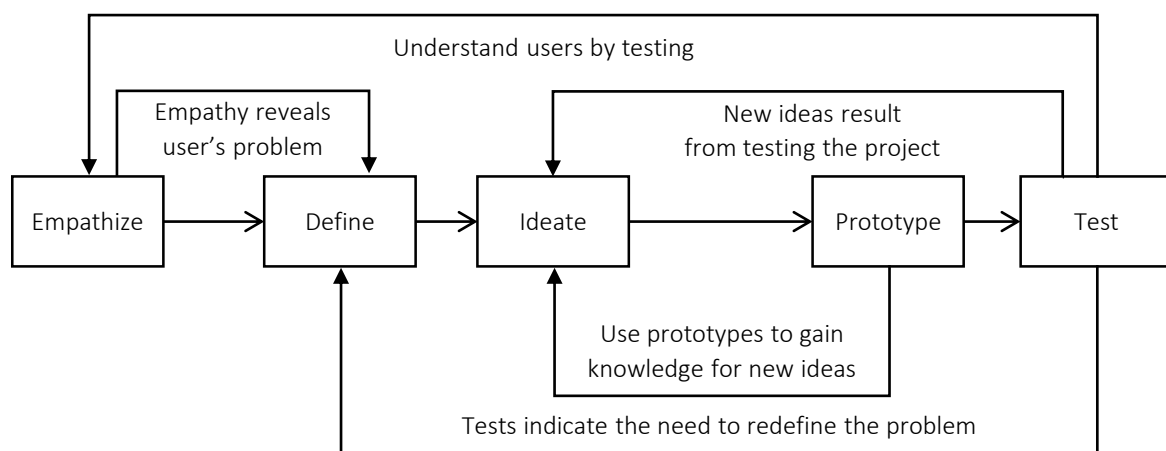 Understand users by testing
Empathy reveals
user’s problem
New ideas result
from testing the project
Empathize
Define
Ideate
Prototype
Test
Use prototypes to gain
knowledge for new ideas
Tests indicate the need to redefine the problem